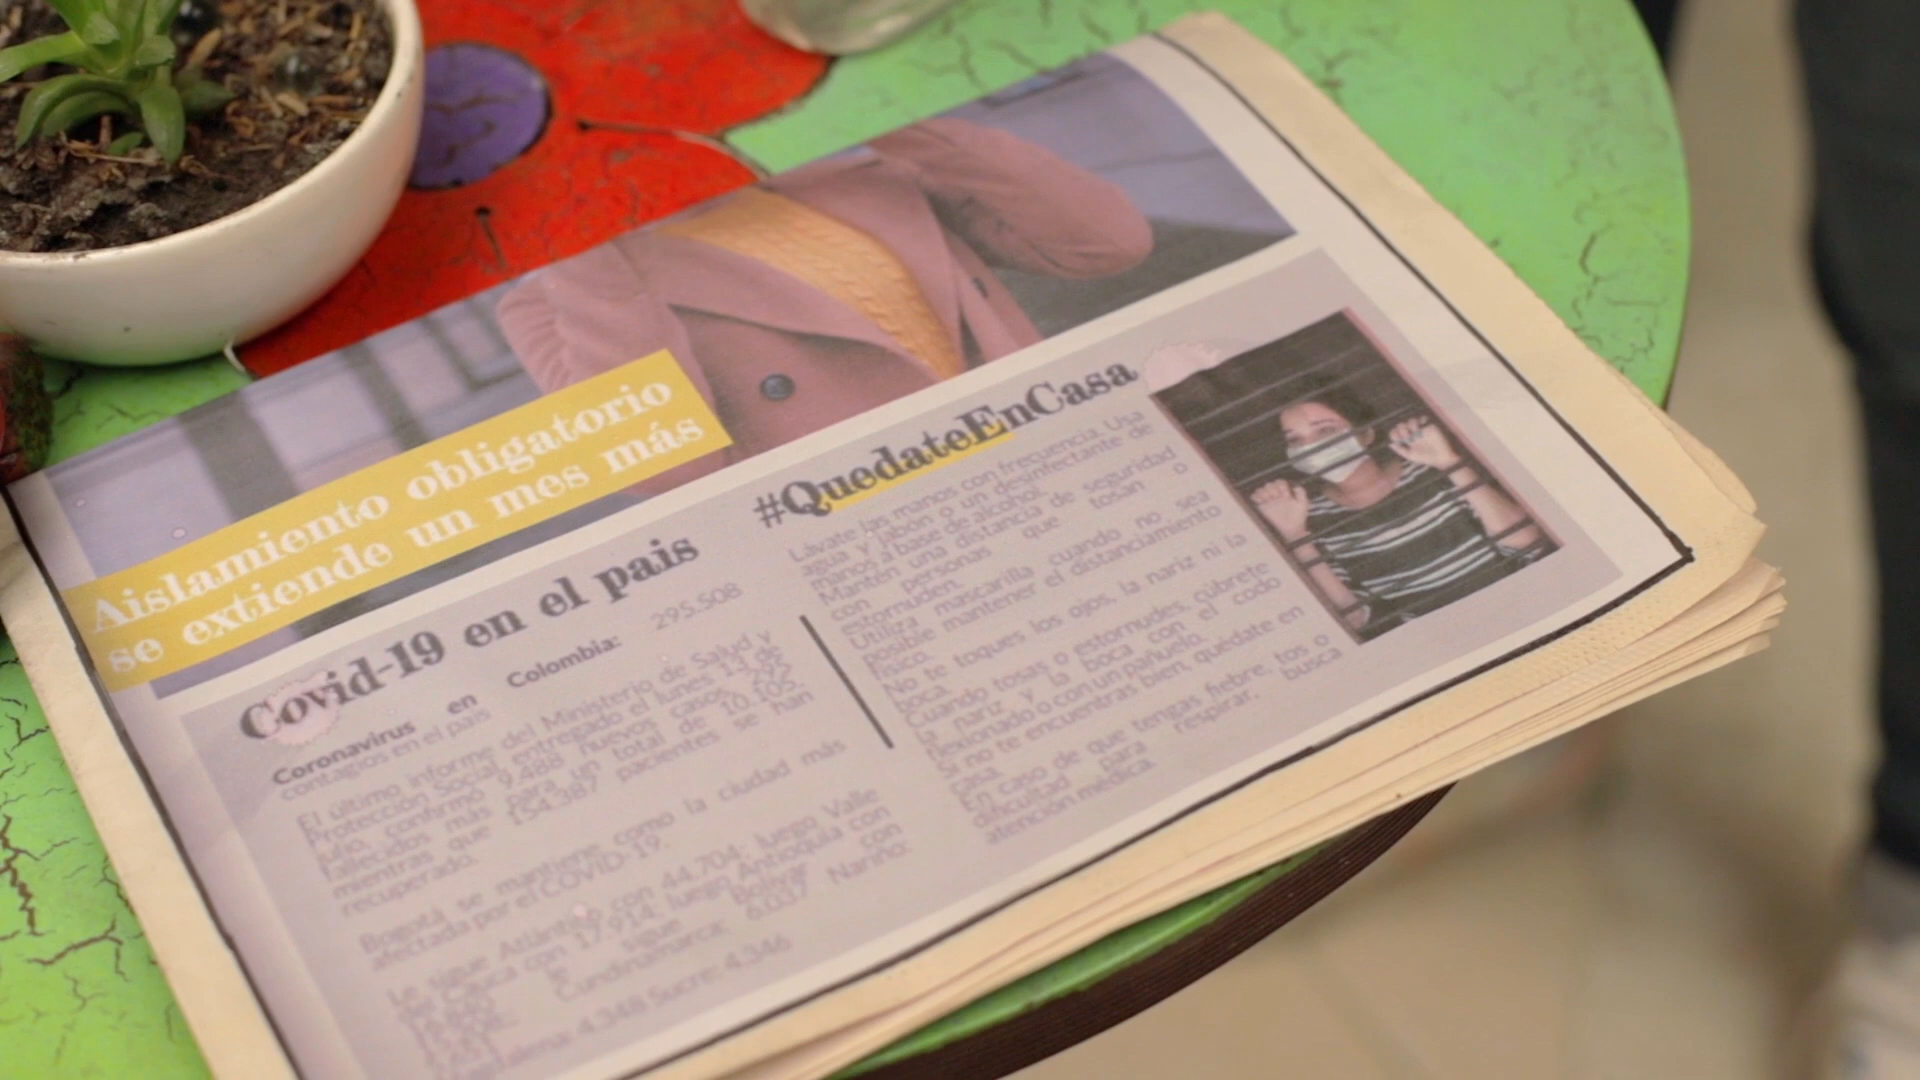 Aislamiento obligatorio
se extiende un mes más
Covid-19 en el pais
Coronavirus en Colombia: 295.508
contagios en el país
El último informe del Ministerio de Salud y
Protección Social, entregado el lunes 13 de
julio, confirmó 9.488 nuevos casos,
fallecidos más para un total de 10.105,
mientras que 154.387 pacientes se han
recuperado.
Bogotá se mantiene como la ciudad más
afectada por el COVID-19.
Le sigue Atlántico con 44.704, luego Valle
del Cauca con 17.914, luego Antioquia con
sigue Bolívar con
Cundinamarca: 6.037 Nariño:
4.348 Sucre: 4.346
#QuedateEnCasa
Lávate las manos con frecuencia. Usa
agua y jabón o un desinfectante de
manos a base de alcohol.
Mantén una distancia de seguridad
con personas que tosan o
estornuden.
Utiliza mascarilla cuando no sea
posible mantener el distanciamiento
físico.
No te toques los ojos, la nariz ni la
boca.
Cuando tosas o estornudes, cúbrete
la nariz y la boca con el codo
flexionado o con un pañuelo.
Si no te encuentras bien, quédate en
casa.
En caso de que tengas fiebre, tos o
dificultad para respirar, busca
atención médica.